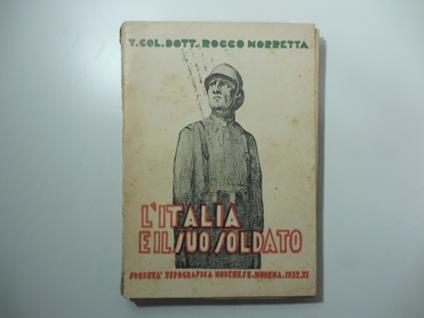 T. COL. DOTT. ROCCO MORRETTA
L'ITALIA
E IL SUO SOLDATO
SOCIETA' TIPOGRAFICA MODENESE. MODENA. 1932.XI